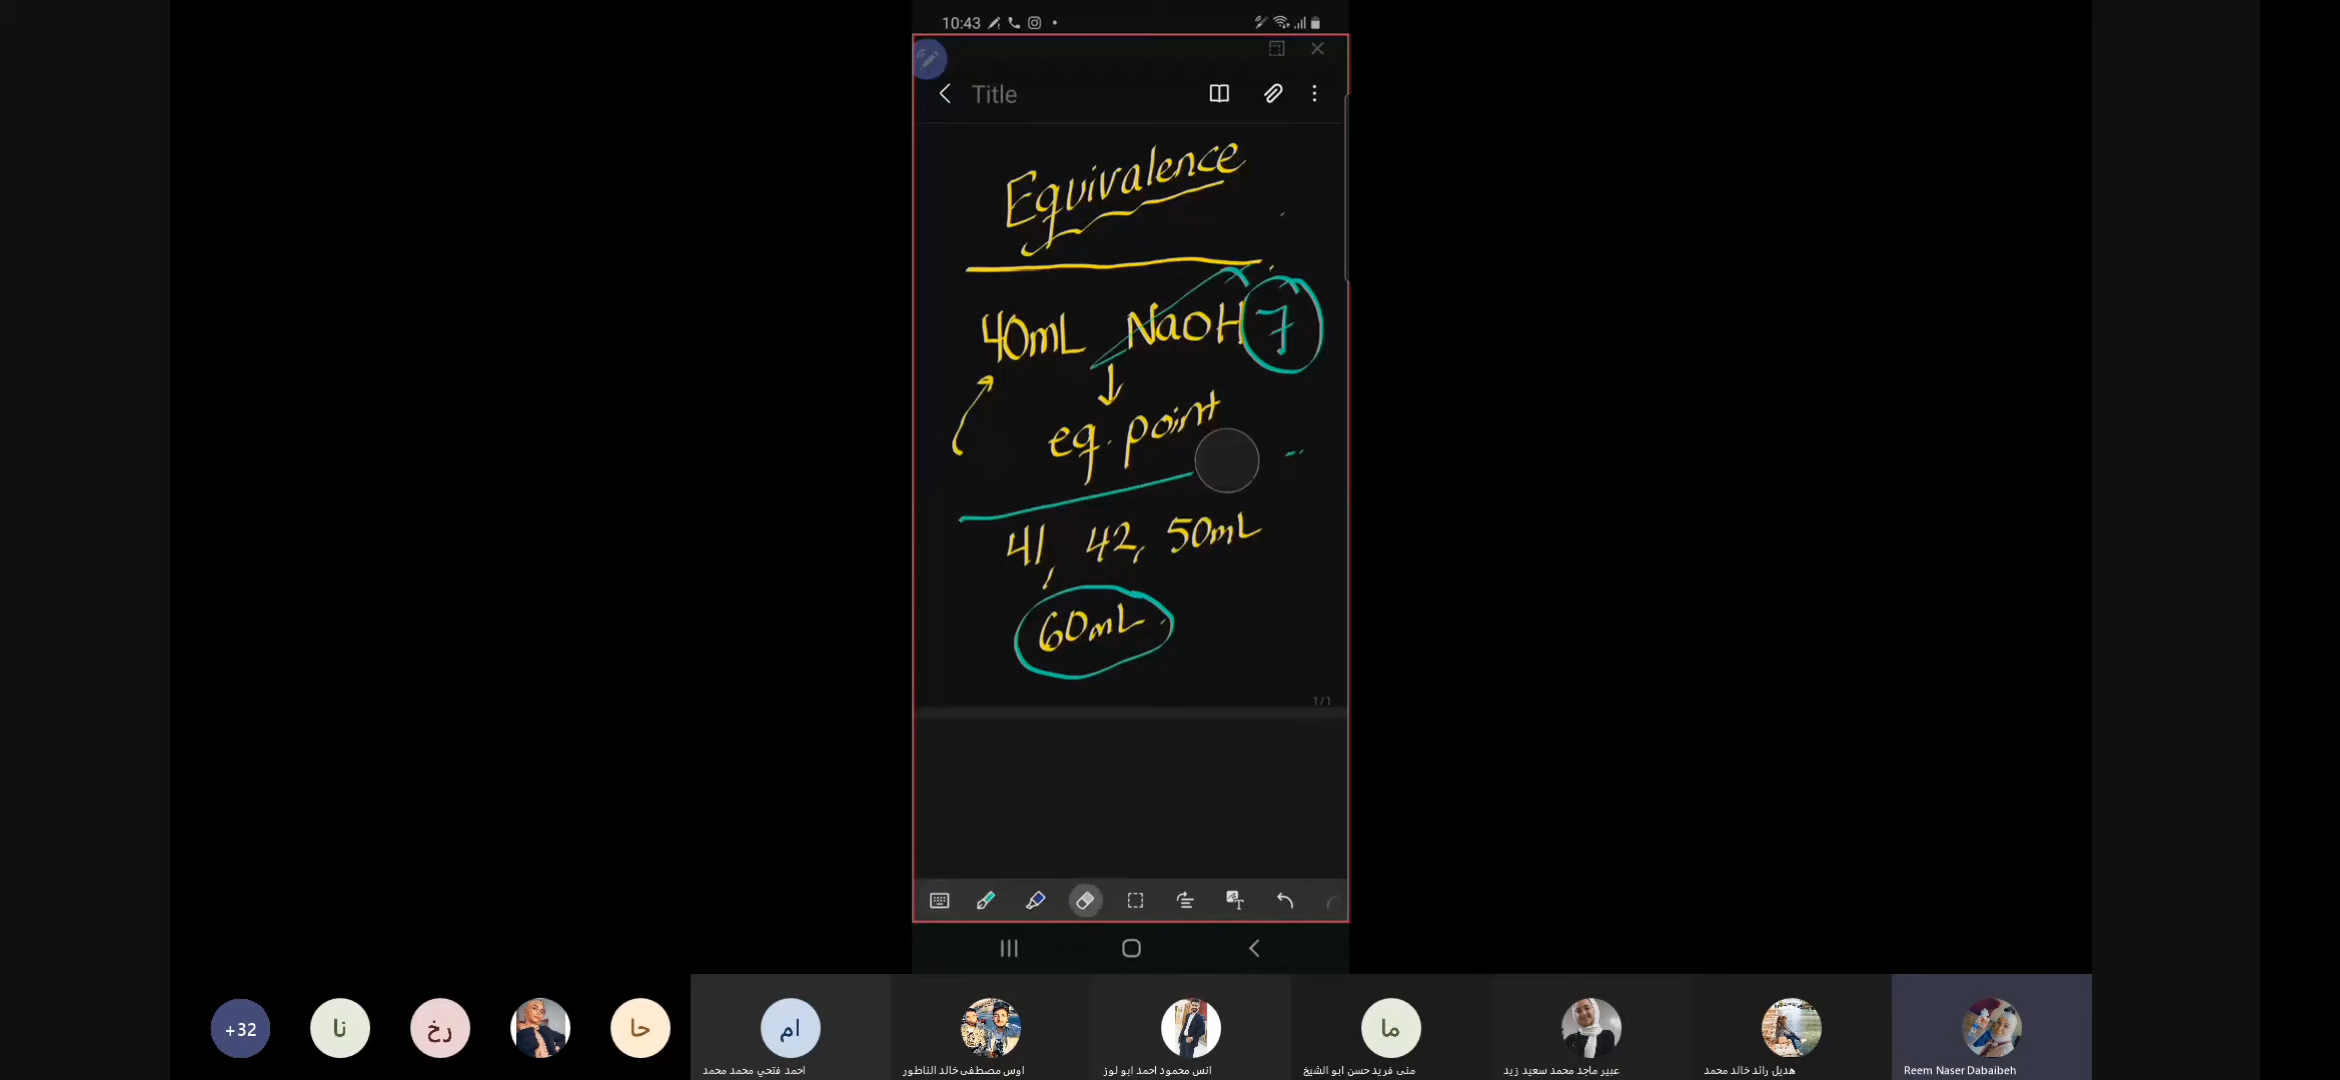 10:43
Title
Equivalence
40mL NaOH 7
eq. point
41, 42, 50mL
60mL
1/1
+32
نا
رخ
حا
ام
ما
احمد فتحي محمد محمد
اوس مصطفى خالد الناطور
انس محمود احمد ابو لوز
منى فريد حسن ابو الشيخ
عبير ماجد محمد سعيد زيد
هديل رائد خالد محمد
Reem Naser Dabaibeh